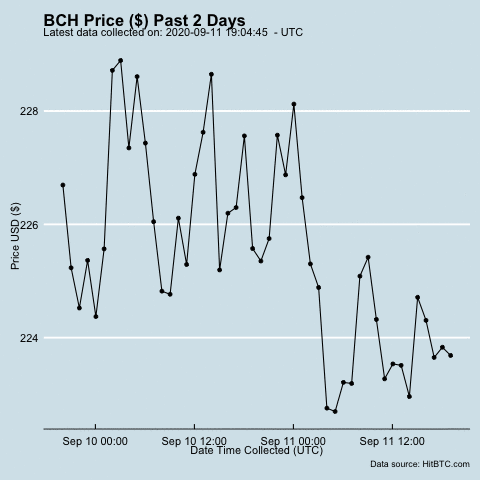 BCH Price ($) Past 2 Days
Latest data collected on: 2020-09-11 19:04:45 - UTC
228
226
224
Price USD ($)
Sep 10 00:00 Sep 10 12:00 Sep 11 00:00 Sep 11 12:00
Date Time Collected (UTC)
Data source: HitBTC.com